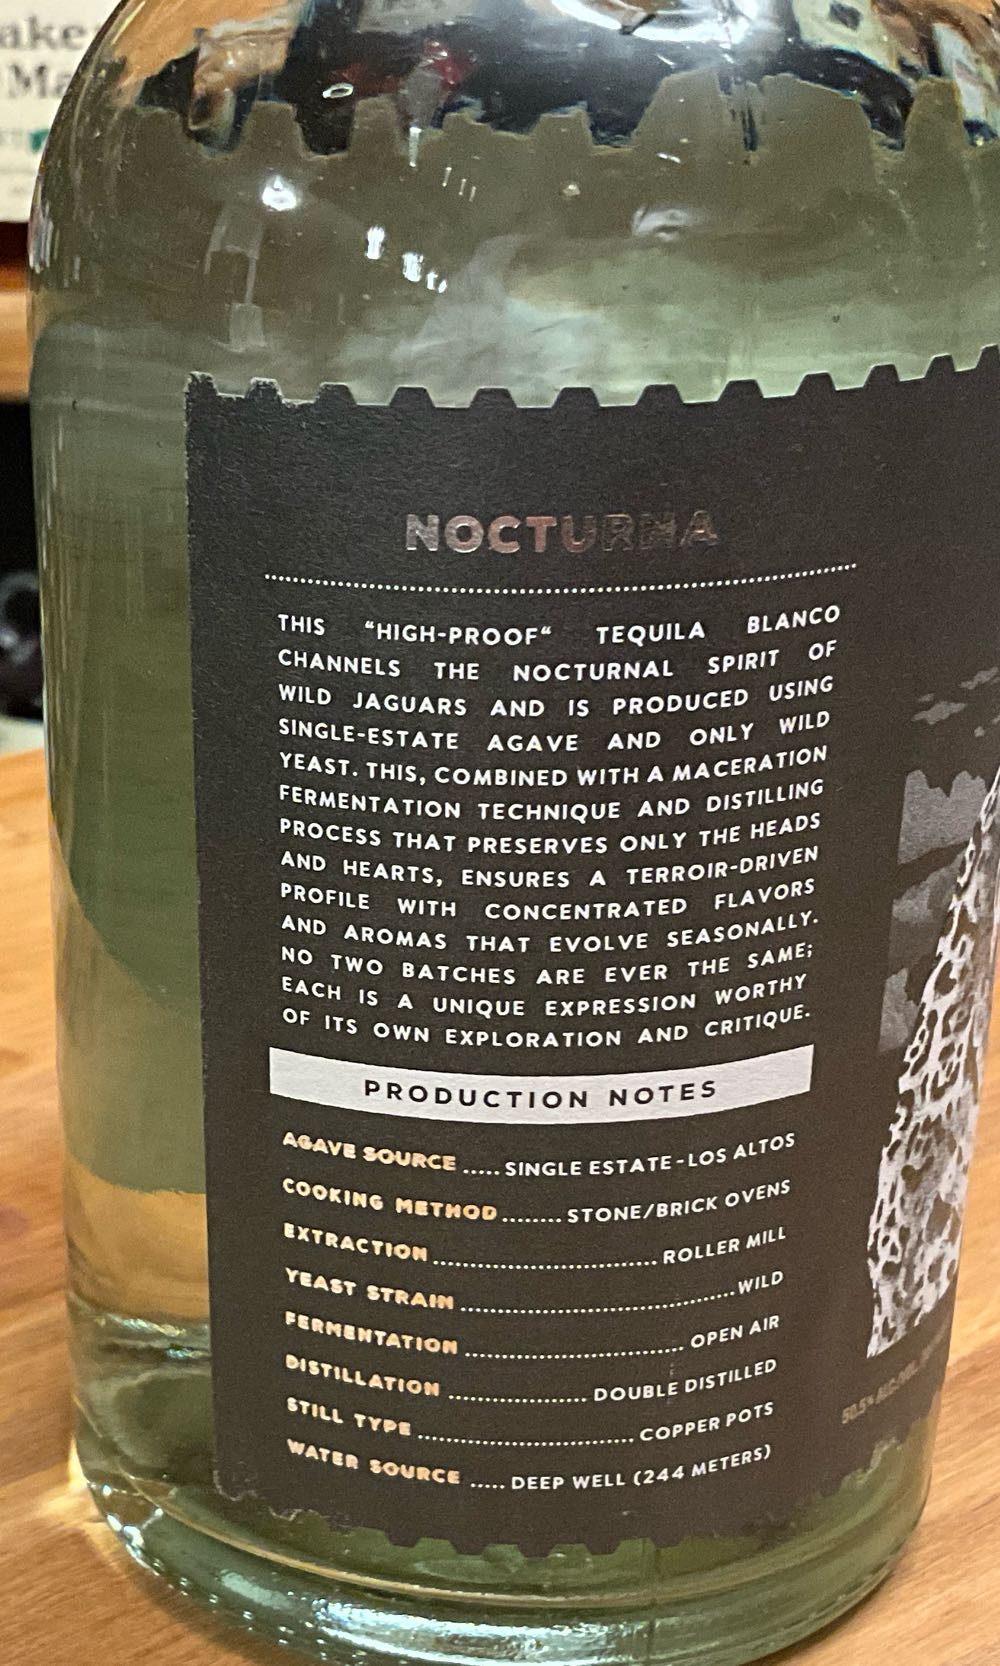 ake
Ma
NOCTURNA
THIS “HIGH-PROOF“ TEQUILA BLANCO
CHANNELS THE NOCTURNAL SPIRIT OF
WILD JAGUARS AND IS PRODUCED USING
SINGLE-ESTATE AGAVE AND ONLY WILD
YEAST. THIS, COMBINED WITH A MACERATION
FERMENTATION TECHNIQUE AND DISTILLING
PROCESS THAT PRESERVES ONLY THE HEADS
AND HEARTS, ENSURES A TERROIR-DRIVEN
PROFILE WITH CONCENTRATED FLAVORS
AND AROMAS THAT EVOLVE SEASONALLY.
NO TWO BATCHES ARE EVER THE SAME;
EACH IS A UNIQUE EXPRESSION WORTHY
OF ITS OWN EXPLORATION AND CRITIQUE.
PRODUCTION NOTES
AGAVE SOURCE ..... SINGLE ESTATE-LOS ALTOS
COOKING METHOD ........ STONE/BRICK OVENS
EXTRACTION ................................ ROLLER MILL
YEAST STRAIN ....................................... WILD
FERMENTATION ............................... OPEN AIR
DISTILLATION .................... DOUBLE DISTILLED
STILL TYPE ............................... COPPER POTS
WATER SOURCE ..... DEEP WELL (244 METERS)
50.5% ALC.